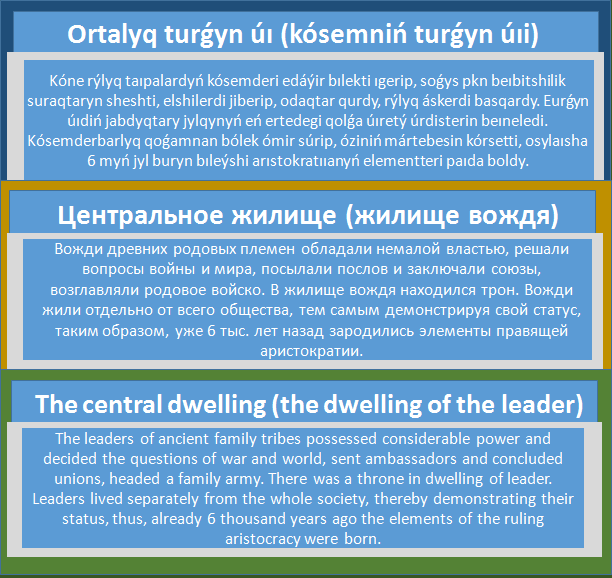 Ortalyq turǵyn úı (kósemniń turǵyn úii)
Kóne rýlyq taıpalardyń kósemderi edáýir bılekti ıgerip, soǵys pkn beıbitshilik
suraqtaryn sheshti, elshilerdi jiberip, odaqtar qurdy, rýlyq áskerdi basqardy. Eurǵyn
úıdiń jabdyqtary jylqynyń eń ertedegi qolǵa úıretý úrdisterin beıneledi.
Kósemderbarlyq qoǵamnan bólek ómir súrip, óziniń mártebesin kórsetti, osylaısha
6 myń jyl buryn bıleýshi arıstokratııanyń elementteri paıda boldy.
Центральное жилище (жилище вождя)
Вожди древних родовых племен обладали немалой властью, решали
вопросы войны и мира, посылали послов и заключали союзы,
возглавляли родовое войско. В жилище вождя находился трон. Вожди
жили отдельно от всего общества, тем самым демонстрируя свой статус,
таким образом, уже 6 тыс. лет назад зародились элементы правящей
аристократии.
The central dwelling (the dwelling of the leader)
The leaders of ancient family tribes possessed considerable power and
decided the questions of war and world, sent ambassadors and concluded
unions, headed a family army. There was a throne in dwelling of leader.
Leaders lived separately from the whole society, thereby demonstrating their
status, thus, already 6 thousand years ago the elements of the ruling
aristocracy were born.